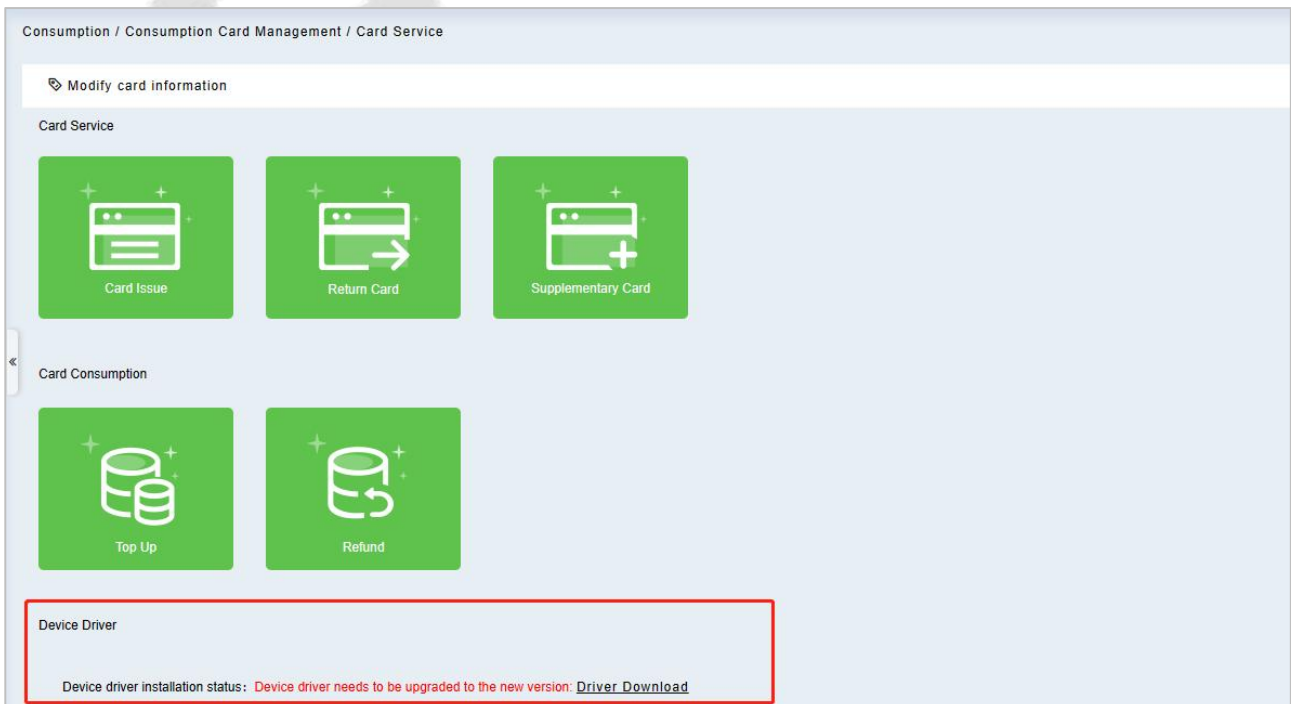 Consumption / Consumption Card Management / Card Service
Modify card information
Card Service
Card Issue
Return Card
Supplementary Card
Card Consumption
Top Up
Refund
Device Driver
Device driver installation status: Device driver needs to be upgraded to the new version: Driver Download